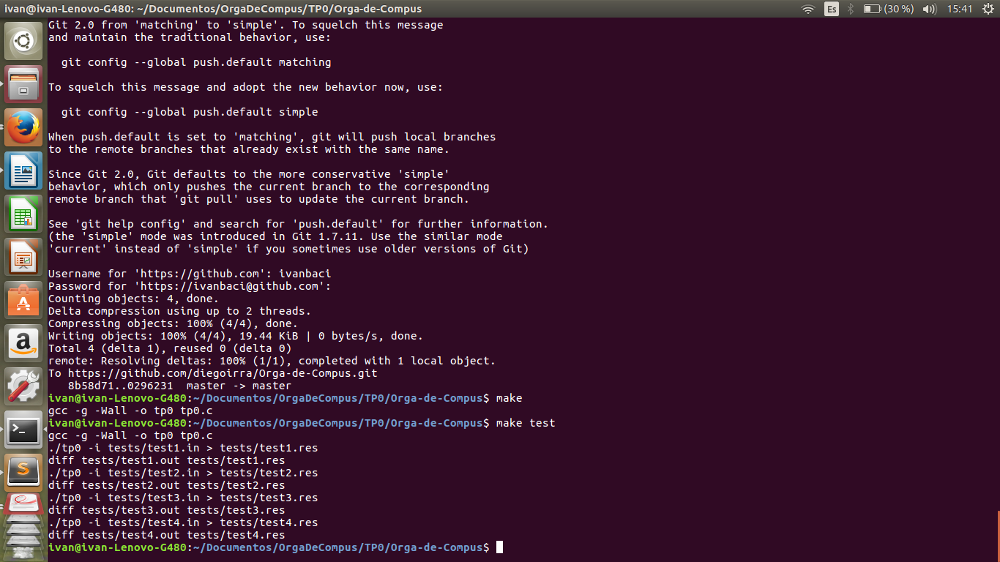 ivan@ivan-Lenovo-G480: ~/Documentos/OrgaDeCompus/TP0/Orga-de-Compus
Es
(30 %)
15:41
Git 2.0 from 'matching' to 'simple'. To squelch this message
and maintain the traditional behavior, use:
  git config --global push.default matching
To squelch this message and adopt the new behavior now, use:
  git config --global push.default simple
When push.default is set to 'matching', git will push local branches
to the remote branches that already exist with the same name.
Since Git 2.0, Git defaults to the more conservative 'simple'
behavior, which only pushes the current branch to the corresponding
remote branch that 'git pull' uses to update the current branch.
See 'git help config' and search for 'push.default' for further information.
(the 'simple' mode was introduced in Git 1.7.11. Use the similar mode
'current' instead of 'simple' if you sometimes use older versions of Git)
Username for 'https://github.com': ivanbaci
Password for 'https://ivanbaci@github.com':
Counting objects: 4, done.
Delta compression using up to 2 threads.
Compressing objects: 100% (4/4), done.
Writing objects: 100% (4/4), 19.44 KiB | 0 bytes/s, done.
Total 4 (delta 1), reused 0 (delta 0)
remote: Resolving deltas: 100% (1/1), completed with 1 local object.
To https://github.com/diegoirra/Orga-de-Compus.git
   8b58d71..0296231  master -> master
ivan@ivan-Lenovo-G480:~/Documentos/OrgaDeCompus/TP0/Orga-de-Compus$ make
gcc -g -Wall -o tp0 tp0.c
ivan@ivan-Lenovo-G480:~/Documentos/OrgaDeCompus/TP0/Orga-de-Compus$ make test
gcc -g -Wall -o tp0 tp0.c
./tp0 -i tests/test1.in > tests/test1.res
diff tests/test1.out tests/test1.res
./tp0 -i tests/test2.in > tests/test2.res
diff tests/test2.out tests/test2.res
./tp0 -i tests/test3.in > tests/test3.res
diff tests/test3.out tests/test3.res
./tp0 -i tests/test4.in > tests/test4.res
diff tests/test4.out tests/test4.res
ivan@ivan-Lenovo-G480:~/Documentos/OrgaDeCompus/TP0/Orga-de-Compus$